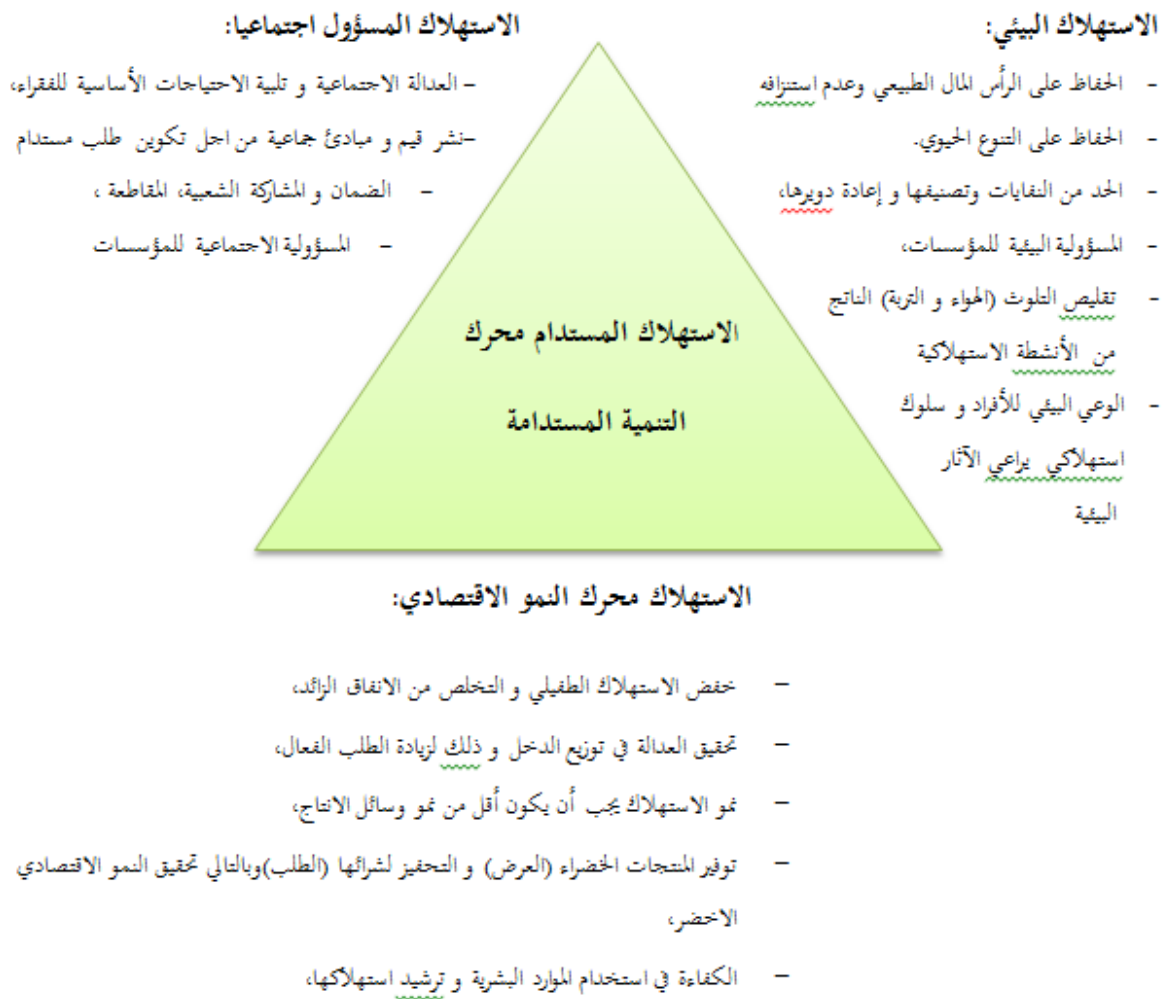 الاستهلاك البيئي:
- الحفاظ على الرأس المال الطبيعي وعدم استنزافه
- الحفاظ على التنوع الحيوي.
- الحد من النفايات وتصنيفها و إعادة دويرها،
- المسؤولية البيئية للمؤسسات،
- تقليص التلوث (الهواء و التربة) الناتج
من الأنشطة الاستهلاكية
- الوعي البيئي للأفراد و سلوك
استهلاكي يراعي الآثار
البيئية
الاستهلاك المسؤول اجتماعيا:
– العدالة الاجتماعية و تلبية الاحتياجات الأساسية للفقراء،
–نشر قيم و مبادئ جماعية من اجل تكوين طلب مستدام
– الضمان و المشاركة الشعبية، المقاطعة ،
– المسؤولية الاجتماعية للمؤسسات
الاستهلاك المستدام محرك
التنمية المستدامة
الاستهلاك محرك النمو الاقتصادي:
– خفض الاستهلاك الطفيلي و التخلص من الانفاق الزائد،
– تحقيق العدالة في توزيع الدخل و ذلك لزيادة الطلب الفعال،
– نمو الاستهلاك يجب أن يكون أقل من نمو وسائل الانتاج،
– توفير المنتجات الخضراء (العرض) و التحفيز لشرائها (الطلب)وبالتالي تحقيق النمو الاقتصادي
الاخضر،
– الكفاءة في استخدام الموارد البشرية و ترشيد استهلاكها،